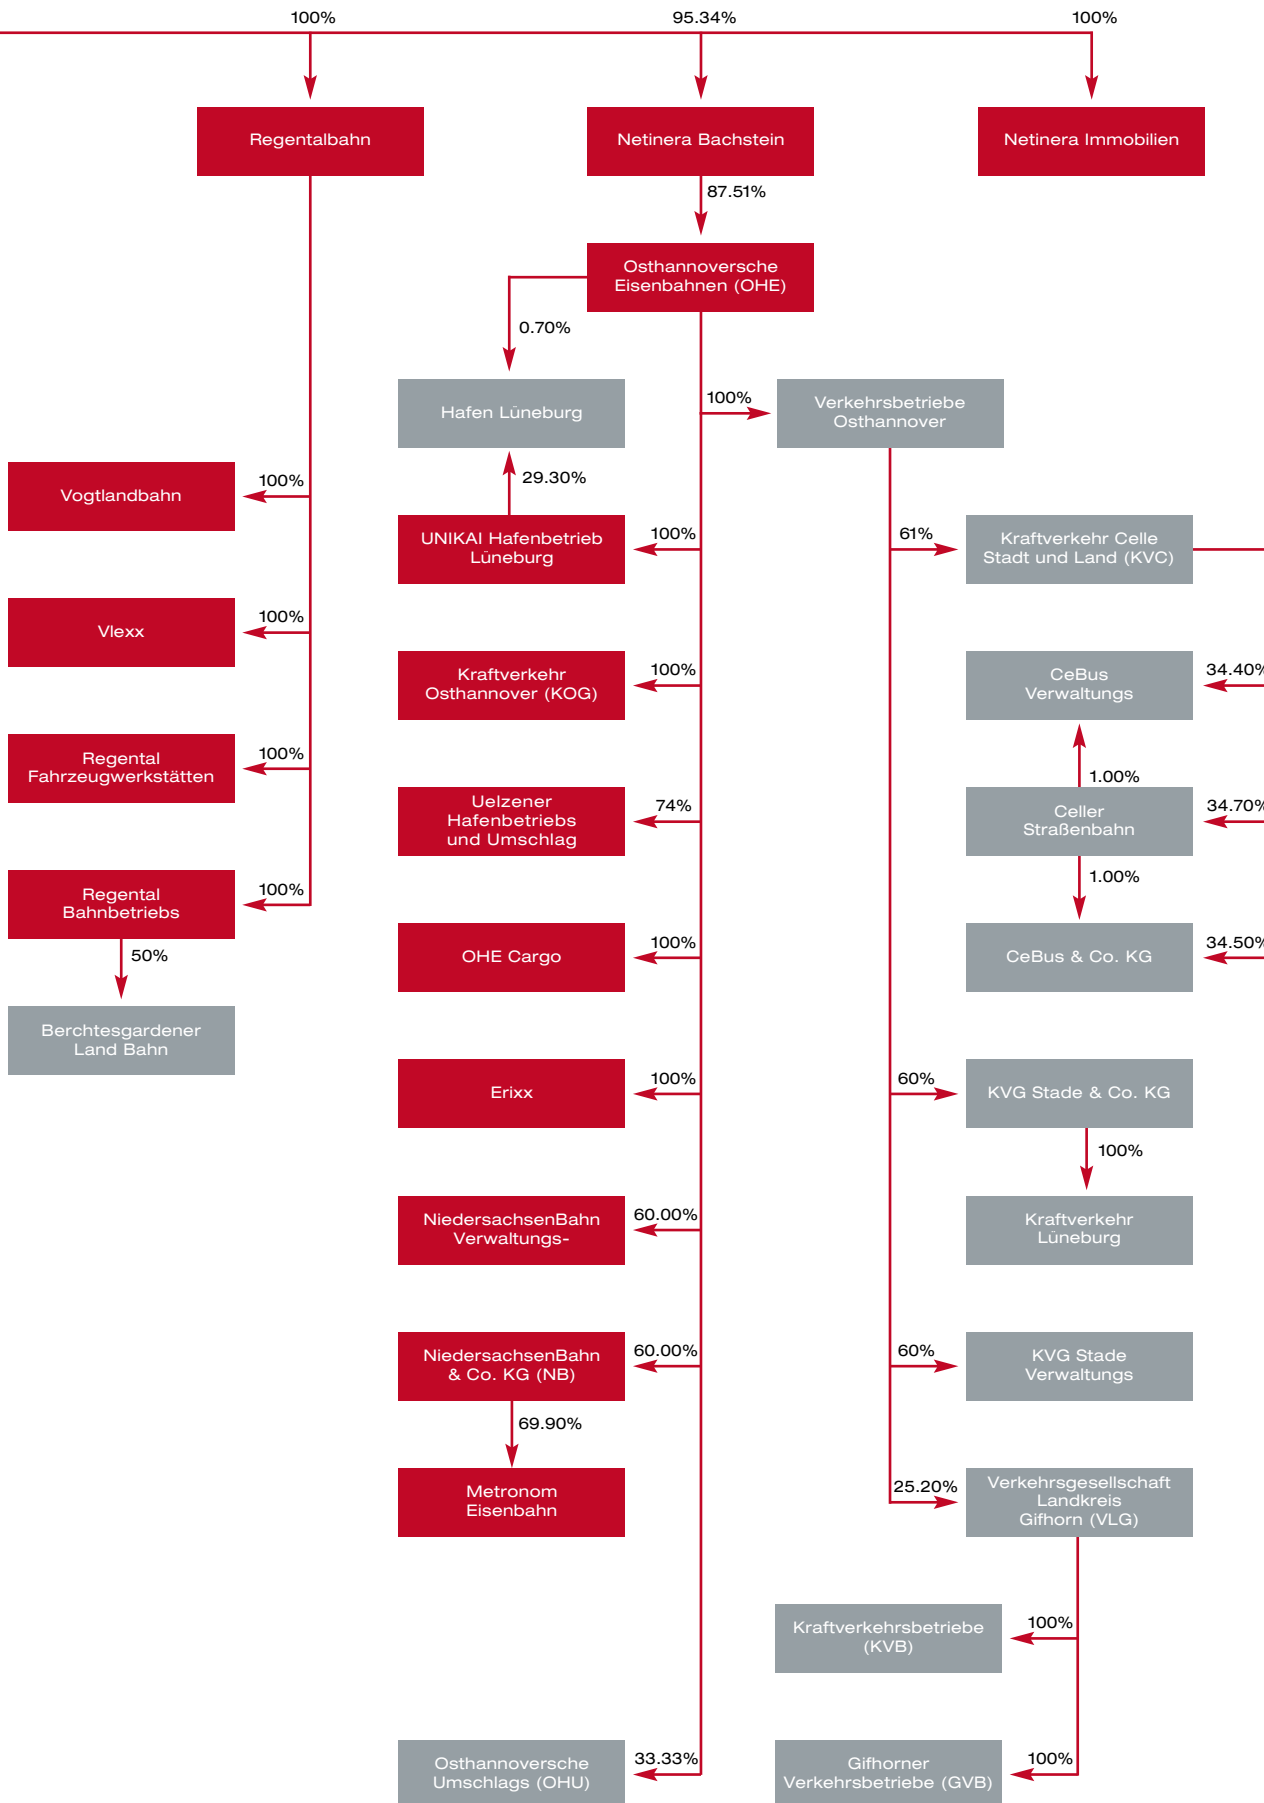 100%
95.34%
100%
Regentalbahn
Netinera Bachstein
Netinera Immobilien
87.51%
Osthannoversche
Eisenbahnen (OHE)
0.70%
Hafen Lüneburg
100%
Verkehrsbetriebe
Osthannover
29.30%
Vogtlandbahn
100%
UNIKAI Hafenbetrieb
Lüneburg
100%
61%
Kraftverkehr Celle
Stadt und Land (KVC)
Vlexx
100%
Kraftverkehr
Osthannover (KOG)
100%
CeBus
Verwaltungs
34.40%
1.00%
Regental
Fahrzeugwerkstätten
100%
Uelzener
Hafenbetriebs
und Umschlag
74%
Celler
Straßenbahn
34.70%
1.00%
Regental
Bahnbetriebs
100%
50%
OHE Cargo
100%
CeBus & Co. KG
34.50%
Berchtesgardener
Land Bahn
Erixx
100%
60%
KVG Stade & Co. KG
100%
NiedersachsenBahn
Verwaltungs-
60.00%
Kraftverkehr
Lüneburg
NiedersachsenBahn
& Co. KG (NB)
60.00%
60%
KVG Stade
Verwaltungs
69.90%
Metronom
Eisenbahn
25.20%
Verkehrsgesellschaft
Landkreis
Gifhorn (VLG)
Kraftverkehrsbetriebe
(KVB)
100%
Osthannoversche
Umschlags (OHU)
33.33%
Gifhorner
Verkehrsbetriebe (GVB)
100%